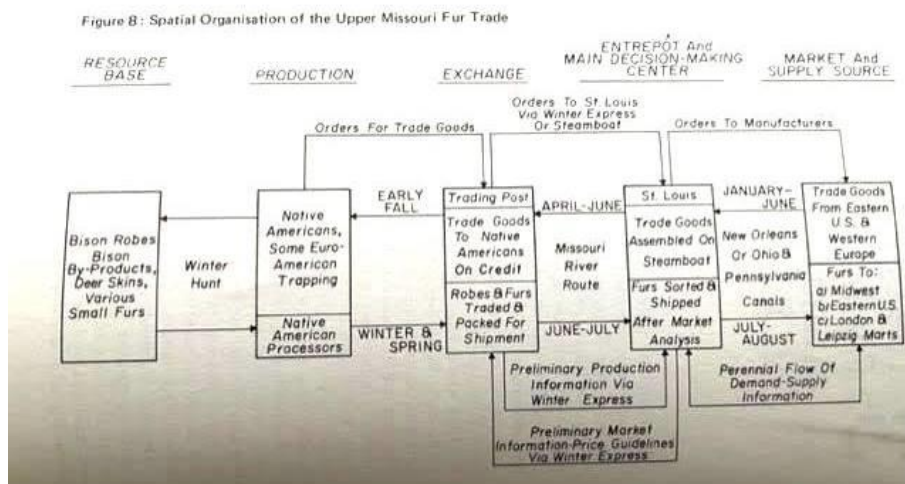 Figure 8: Spatial Organisation of the Upper Missouri Fur Trade
RESOURCE
BASE
PRODUCTION
EXCHANGE
ENTREPÔT And
MAIN DECISION-MAKING
CENTER
MARKET And
SUPPLY SOURCE
Orders For Trade Goods
Orders To St. Louis
Via Winter Express
Or Steamboat
Orders To Manufacturers
Bison Robes
Bison
By-Products,
Deer Skins,
Various
Small Furs
Winter
Hunt
Native
Americans,
Some Euro-
American
Trapping
Native
American
Processors
EARLY
FALL
WINTER &
SPRING
Trading Post
Trade Goods
To Native
Americans
On Credit
Robes & Furs
Traded &
Packed For
Shipment
APRIL-JUNE
Missouri
River
Route
JUNE-JULY
St. Louis
Trade Goods
Assembled On
Steamboat
Furs Sorted &
Shipped
After Market
Analysis
JANUARY-
JUNE
New Orleans
Or Ohio &
Pennsylvania
Canals
JULY-
AUGUST
Trade Goods
From Eastern
U.S. &
Western
Europe
Furs To:
a/ Midwest
b/ Eastern U.S.
c/ London &
Leipzig Marts
Preliminary Production
Information Via
Winter Express
Perennial Flow Of
Demand-Supply
Information
Preliminary Market
Information-Price Guidelines
Via Winter Express